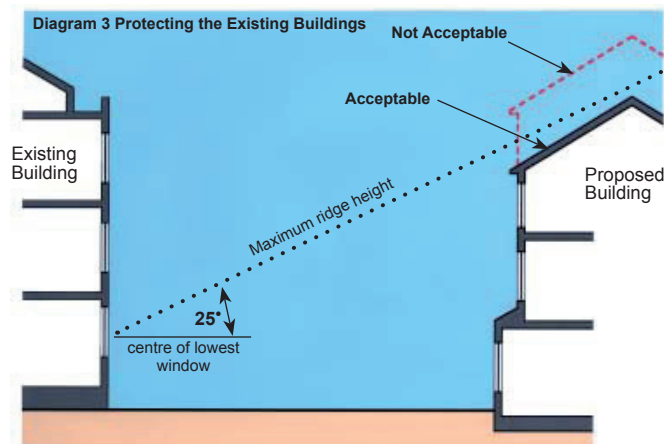 Diagram 3 Protecting the Existing Buildings
Not Acceptable
Acceptable
Existing
Building
Proposed
Building
Maximum ridge height
25°
centre of lowest
window